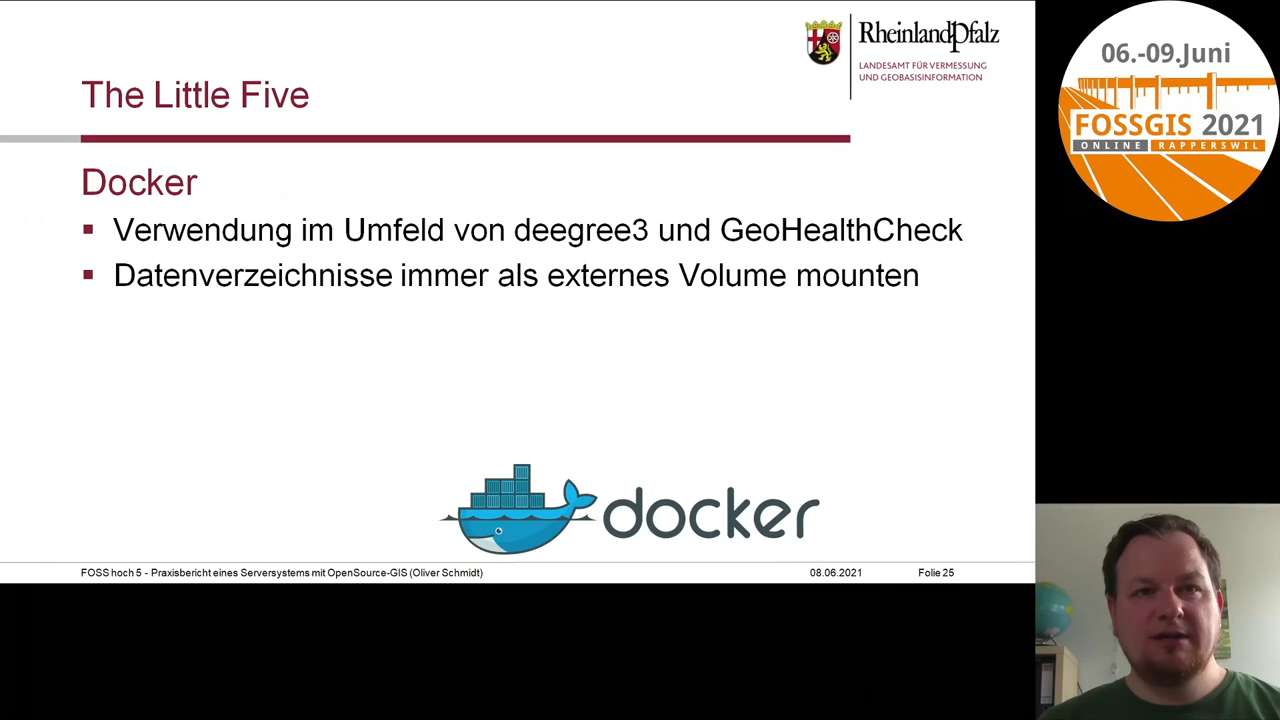 RheinlandPfalz
LANDESAMT FÜR VERMESSUNG
UND GEOBASISINFORMATION
The Little Five
Docker
Verwendung im Umfeld von deegree3 und GeoHealthCheck
Datenverzeichnisse immer als externes Volume mounten
docker
FOSS hoch 5 - Praxisbericht eines Serversystems mit OpenSource-GIS (Oliver Schmidt)
08.06.2021
Folie 25
06.-09.Juni
FOSSGIS 2021
ONLINE RAPPERSWIL